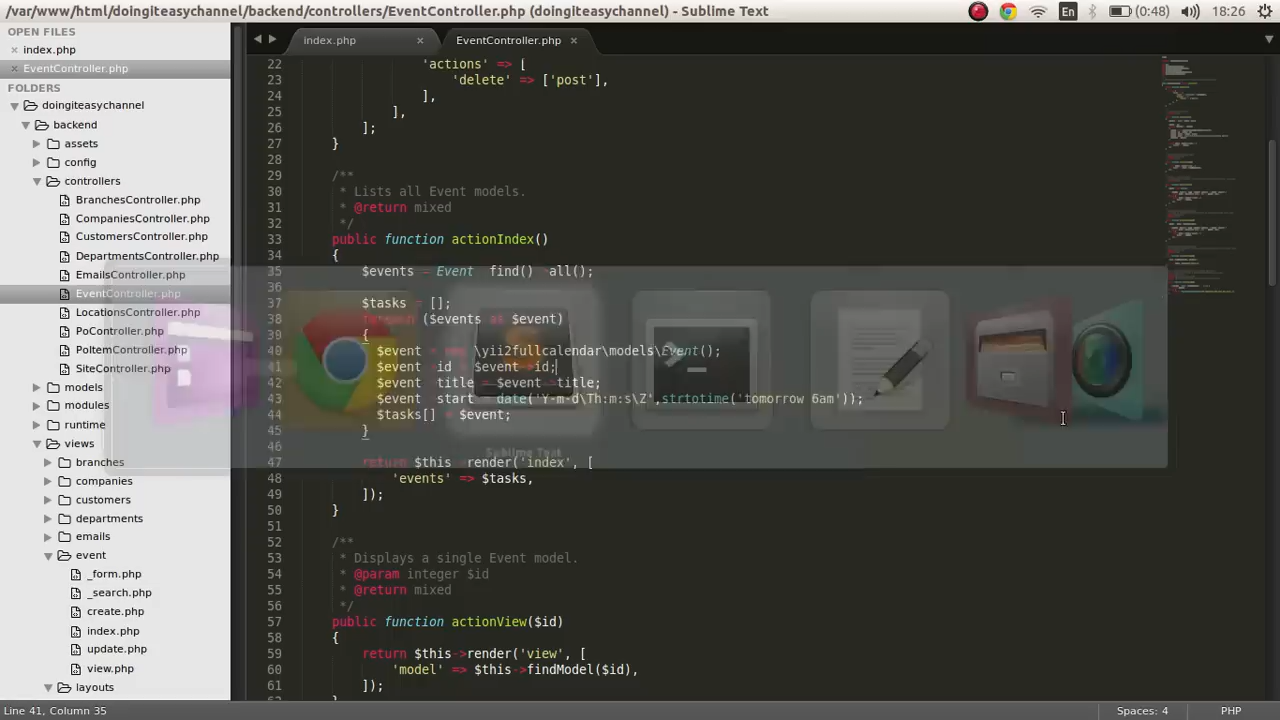 /var/www/html/doingiteasychannel/backend/controllers/EventController.php (doingiteasychannel) - Sublime Text
En
(0:48)
18:26
OPEN FILES
index.php
EventController.php
FOLDERS
doingiteasychannel
backend
assets
config
controllers
BranchesController.php
CompaniesController.php
CustomersController.php
DepartmentsController.php
EmailsController.php
EventController.php
LocationsController.php
PoController.php
PoItemController.php
SiteController.php
models
modules
runtime
views
branches
companies
customers
departments
emails
event
_form.php
_search.php
create.php
index.php
update.php
view.php
layouts
index.php
EventController.php
22 'actions' => [
23 'delete' => ['post'],
24 ],
25 ],
26 ];
27 }
28
29 /**
30 * Lists all Event models.
31 * @return mixed
32 */
33 public function actionIndex()
34 {
35 $events = Event find() all();
36
37 $tasks = [];
38 foreach ($events as $event)
39 {
40 $event = new \yii2fullcalendar\models\Event();
41 $event id = $event id;
42 $event title = $event title;
43 $event start date('Y-m-d\Th:m:s\Z',strtotime('tomorrow 6am'));
44 $tasks[] = $event;
45 }
46
47 return $this render('index', [
48 'events' => $tasks,
49 ]);
50 }
51
52 /**
53 * Displays a single Event model.
54 * @param integer $id
55 * @return mixed
56 */
57 public function actionView($id)
58 {
59 return $this->render('view', [
60 'model' => $this->findModel($id),
61 ]);
Sublime Text
Line 41, Column 35
Spaces: 4
PHP